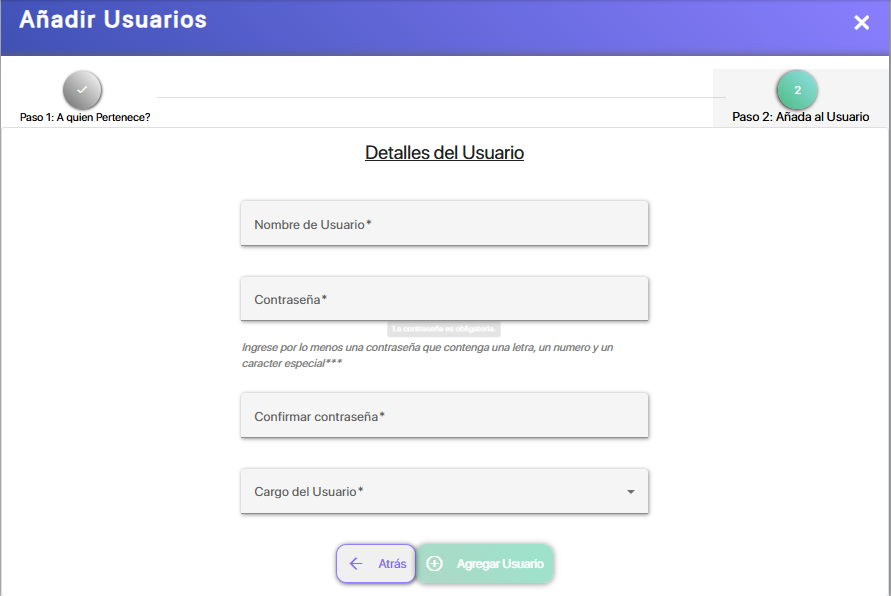 Añadir Usuarios
2
Paso 1: A quien Pertenece?
Paso 2: Añada al Usuario
Detalles del Usuario
Nombre de Usuario*
Contraseña*
La contraseña es obligatoria.
Ingrese por lo menos una contraseña que contenga una letra, un numero y un
caracter especial***
Confirmar contraseña*
Cargo del Usuario*
Atrás
Agregar Usuario